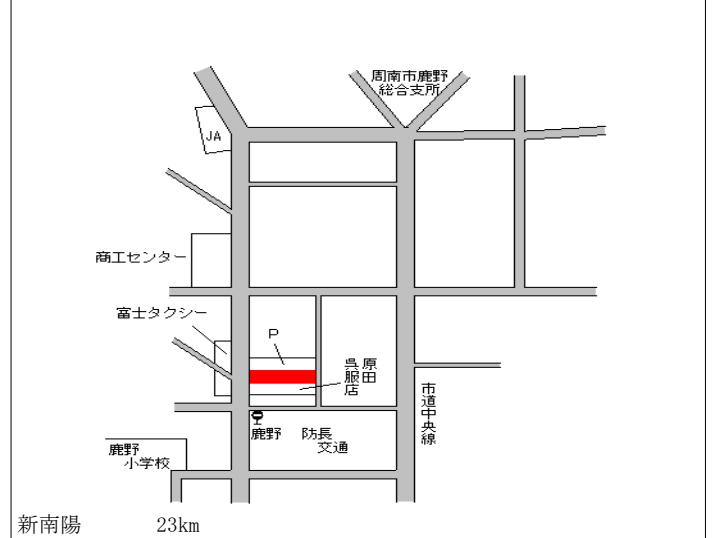 周南市鹿野
総合支所
JA
商工センター
富士タクシー
P
原田
呉服店
市道中央線
鹿野
防長
交通
鹿野
小学校
新南陽 23km